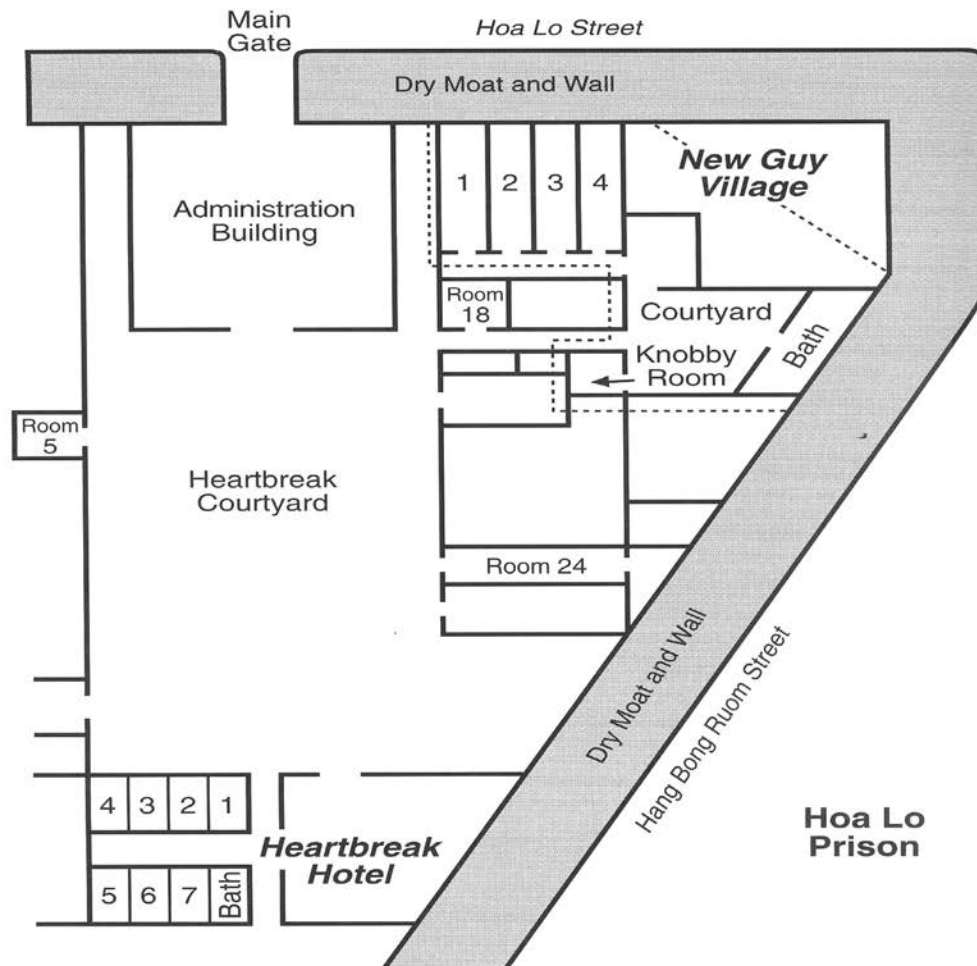 Main
Gate
Hoa Lo Street
Dry Moat and Wall
New Guy
Village
1 2 3 4
Administration
Building
Room
18
Courtyard
Bath
Knobby
Room
Room
5
Heartbreak
Courtyard
Room 24
Dry Moat and Wall
Hang Bong Ruom Street
4 3 2 1
Heartbreak
Hotel
5 6 7 Bath
Hoa Lo
Prison